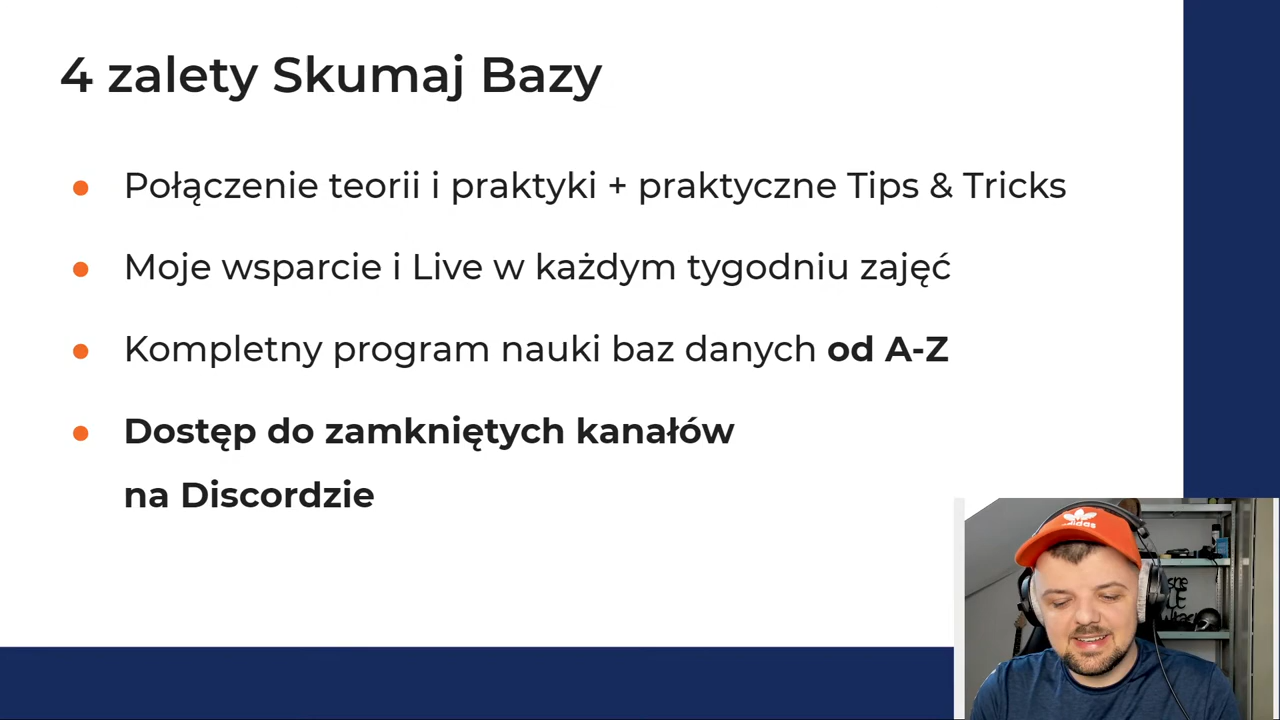 4 zalety Skumaj Bazy
Połączenie teorii i praktyki + praktyczne Tips & Tricks
Moje wsparcie i Live w każdym tygodniu zajęć
Kompletny program nauki baz danych od A-Z
Dostęp do zamkniętych kanałów
na Discordzie
adidas